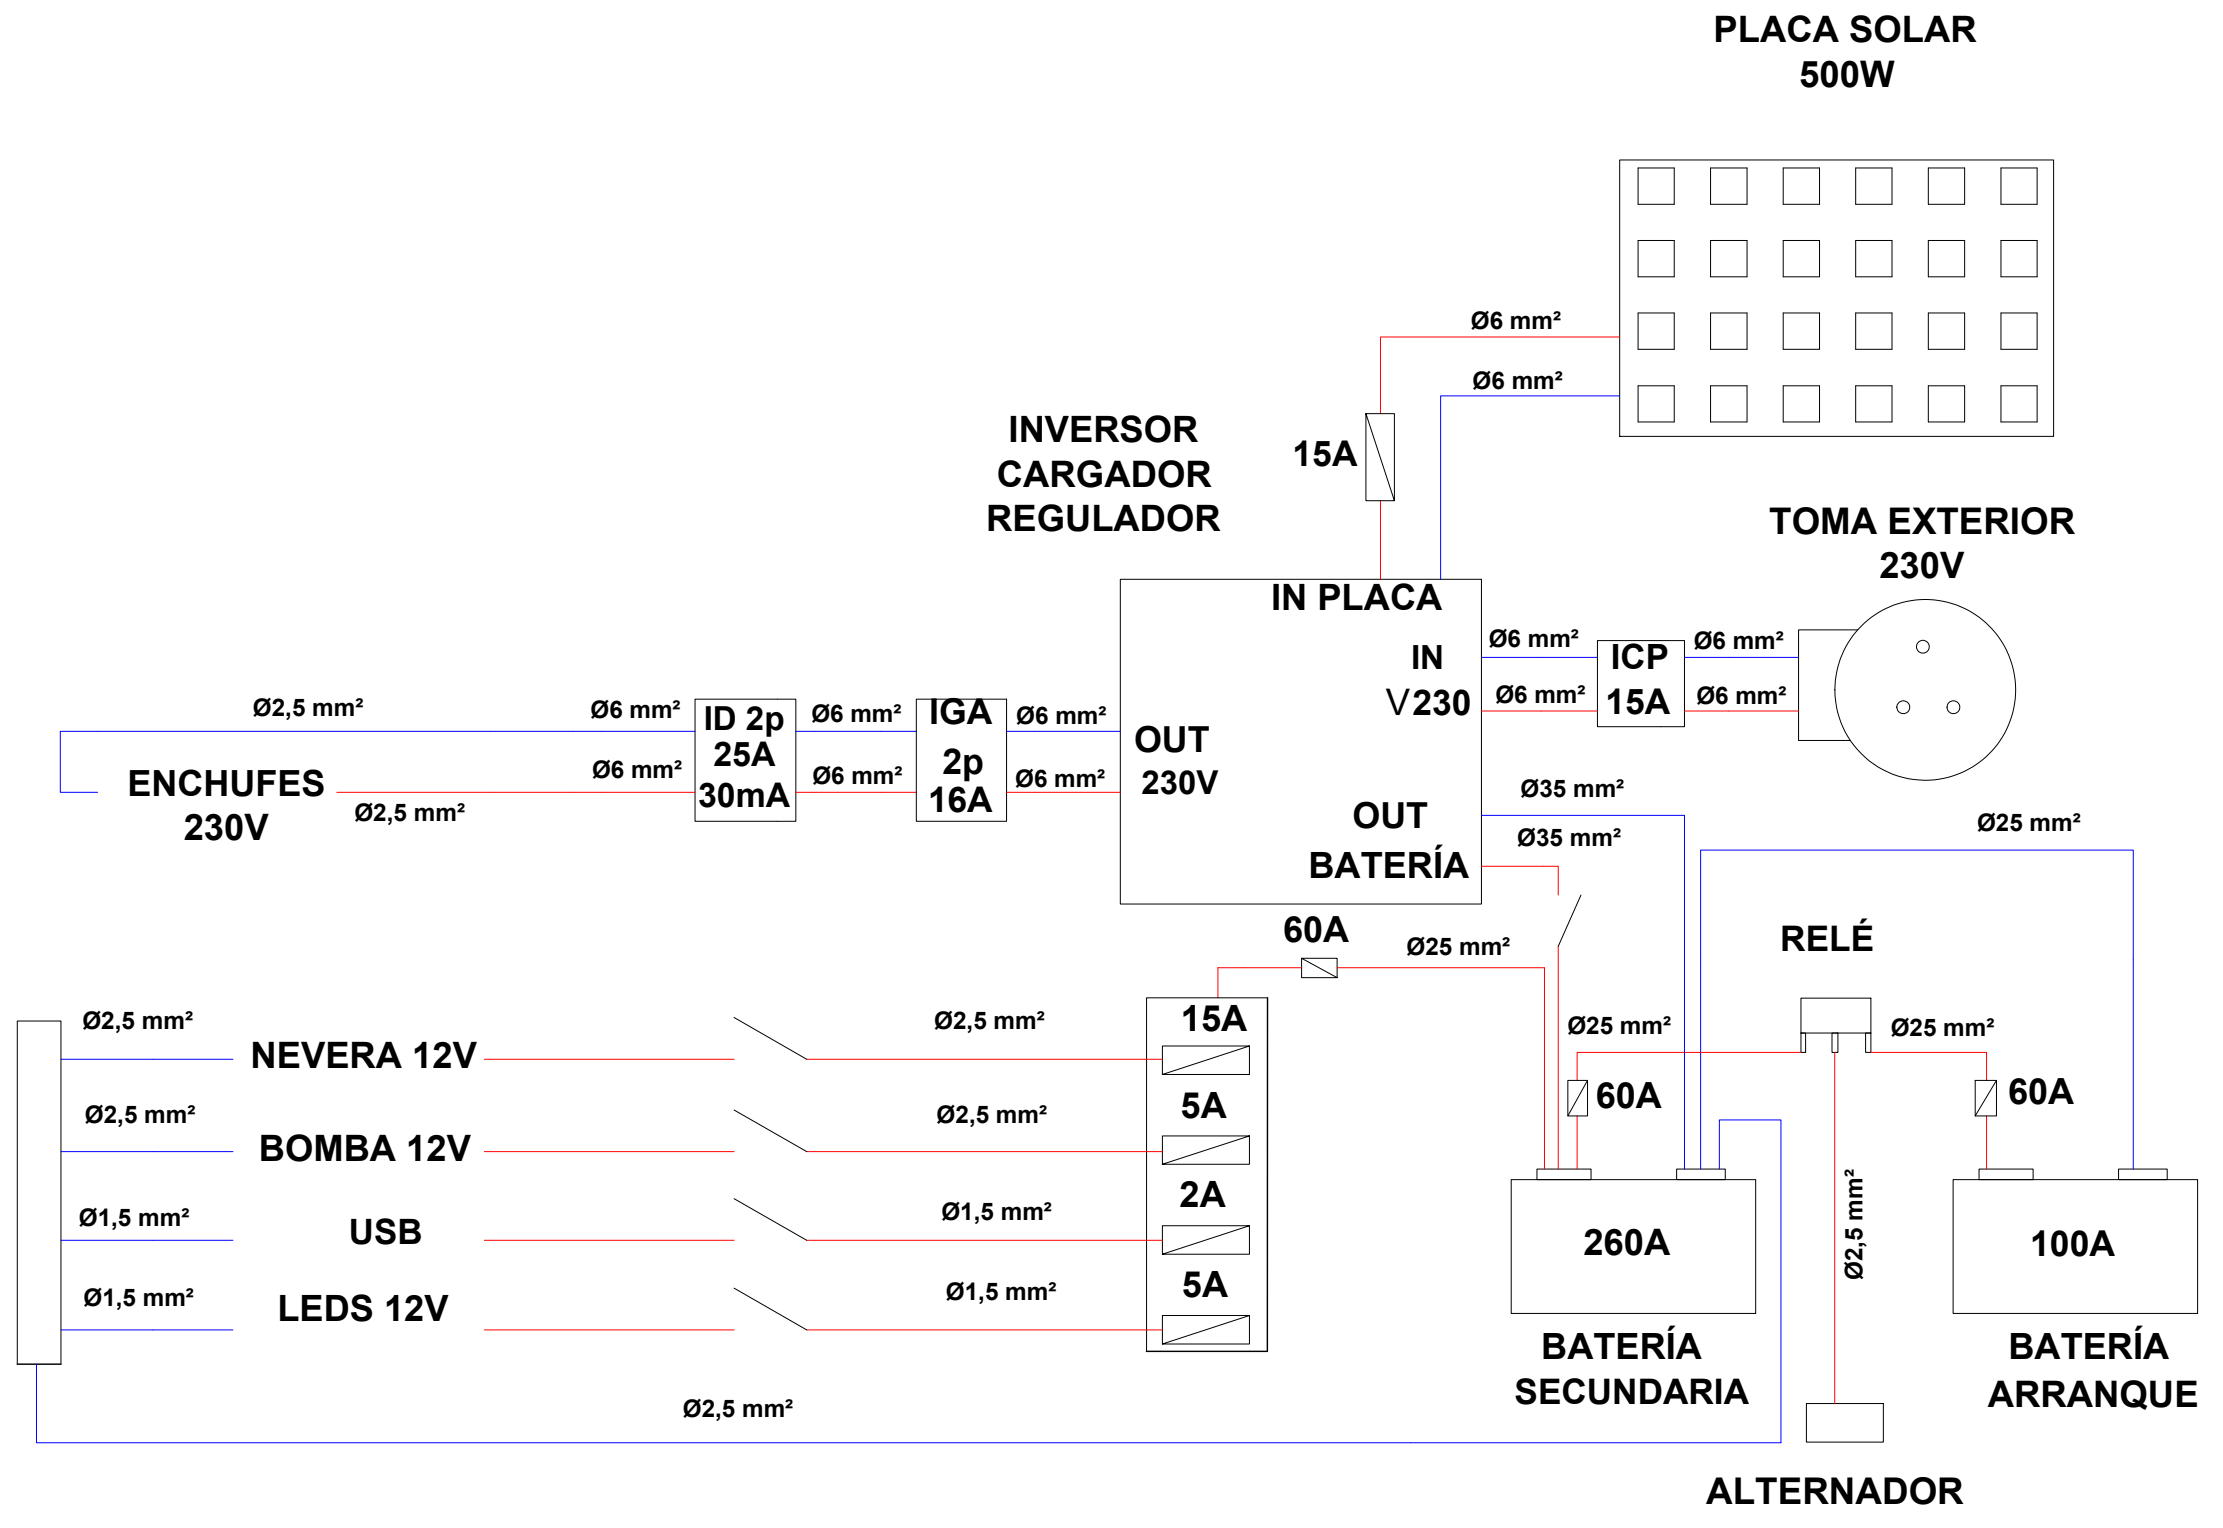 PLACA SOLAR
500W
Ø6 mm²
Ø6 mm²
15A
INVERSOR
CARGADOR
REGULADOR
TOMA EXTERIOR
230V
IN PLACA
IN
V230
Ø6 mm²
Ø6 mm²
ICP
15A
Ø6 mm²
Ø6 mm²
OUT
230V
OUT
BATERÍA
Ø2,5 mm²
Ø6 mm²
ID 2p
25A
30mA
Ø6 mm²
IGA
2p
16A
Ø6 mm²
ENCHUFES
230V
Ø2,5 mm²
Ø6 mm²
Ø6 mm²
Ø6 mm²
Ø35 mm²
Ø35 mm²
Ø25 mm²
60A
Ø25 mm²
RELÉ
Ø25 mm²
Ø25 mm²
60A
60A
Ø2,5 mm²
NEVERA 12V
Ø2,5 mm²
15A
Ø2,5 mm²
BOMBA 12V
Ø2,5 mm²
5A
Ø1,5 mm²
USB
Ø1,5 mm²
2A
Ø1,5 mm²
LEDS 12V
Ø1,5 mm²
5A
260A
BATERÍA
SECUNDARIA
Ø2,5 mm²
100A
BATERÍA
ARRANQUE
Ø2,5 mm²
ALTERNADOR